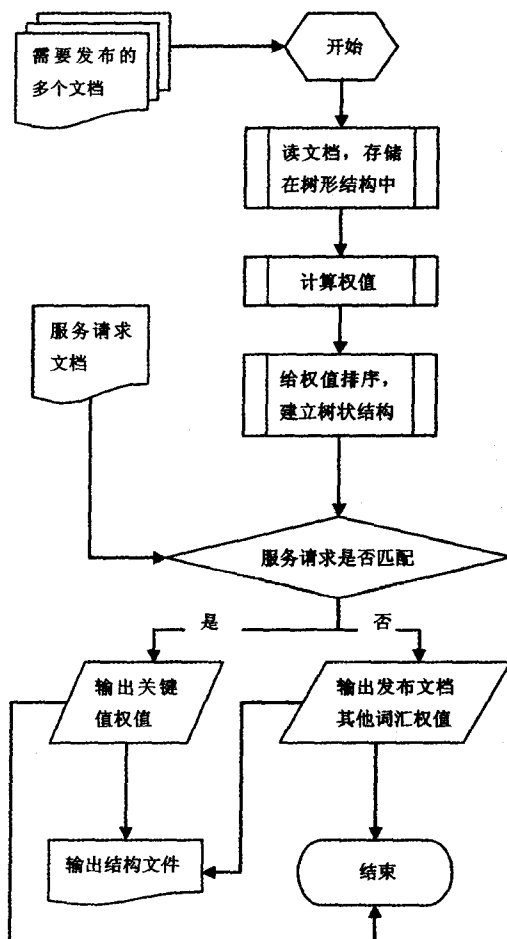 需要发布的
多个文档
开始
读文档，存储
在树形结构中
计算权值
服务请求
文档
给权值排序，
建立树状结构
服务请求是否匹配
是
否
输出关键
值权值
输出发布文档
其他词汇权值
输出结构文件
结束